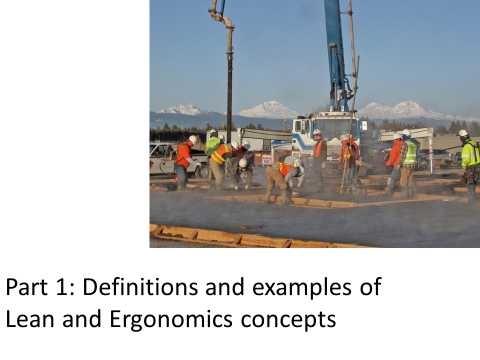 Part 1: Definitions and examples of
Lean and Ergonomics concepts